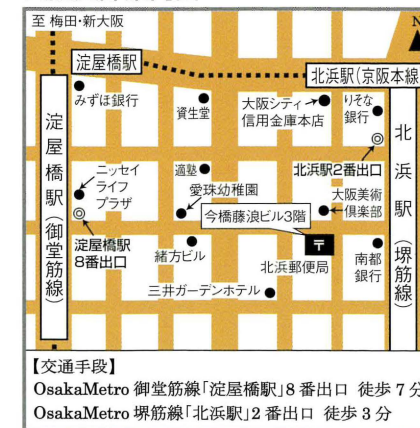 至 梅田・新大阪
N
淀屋橋駅
北浜駅(京阪本線
みずほ銀行
資生堂
大阪シティ
信用金庫本店
りそな
銀行
淀屋橋駅(御堂筋線)
北浜駅(堺筋線)
北浜駅2番出口
ニッセイ
ライフ
プラザ
適塾
愛珠幼稚園
大阪美術
倶楽部
今橋藤浪ビル3階
淀屋橋駅
8番出口
緒方ビル
〒
北浜郵便局
南都
銀行
三井ガーデンホテル
【交通手段】
OsakaMetro 御堂筋線「淀屋橋駅」8番出口 徒歩7分
OsakaMetro 堺筋線「北浜駅」2番出口 徒歩3分